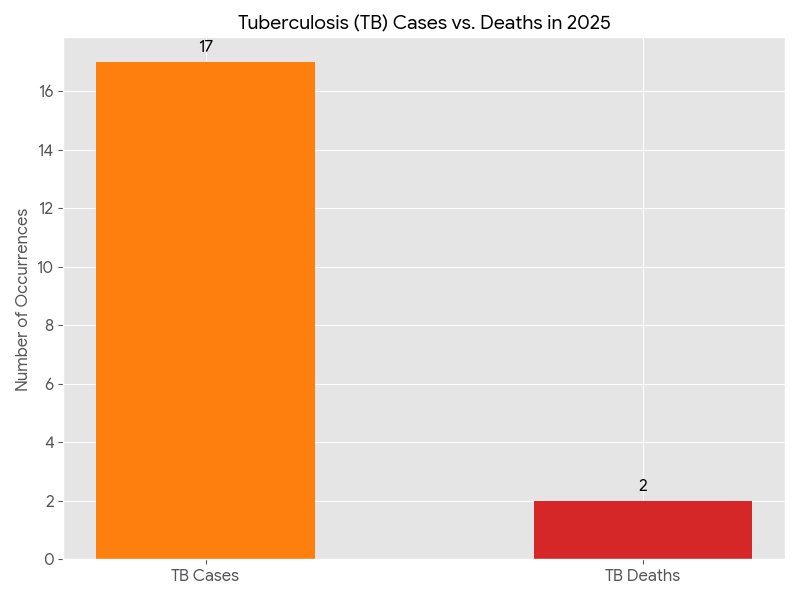 Tuberculosis (TB) Cases vs. Deaths in 2025
17
16
14
12
10
8
6
4
2
0
Number of Occurrences
2
TB Cases
TB Deaths